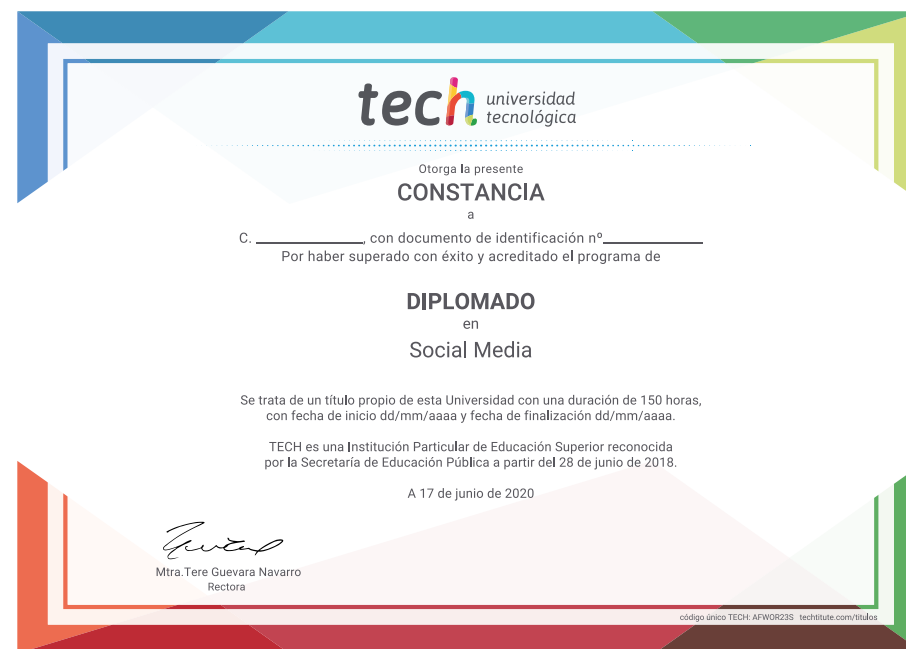 tech universidad
tecnológica
Otorga la presente
CONSTANCIA
a
C. ______________, con documento de identificación nº_____________
Por haber superado con éxito y acreditado el programa de
DIPLOMADO
en
Social Media
Se trata de un título propio de esta Universidad con una duración de 150 horas,
con fecha de inicio dd/mm/aaaa y fecha de finalización dd/mm/aaaa.
TECH es una Institución Particular de Educación Superior reconocida
por la Secretaría de Educación Pública a partir del 28 de junio de 2018.
A 17 de junio de 2020
Mtra.Tere Guevara Navarro
Rectora
código único TECH: AFWOR23S techtitute.com/titulos